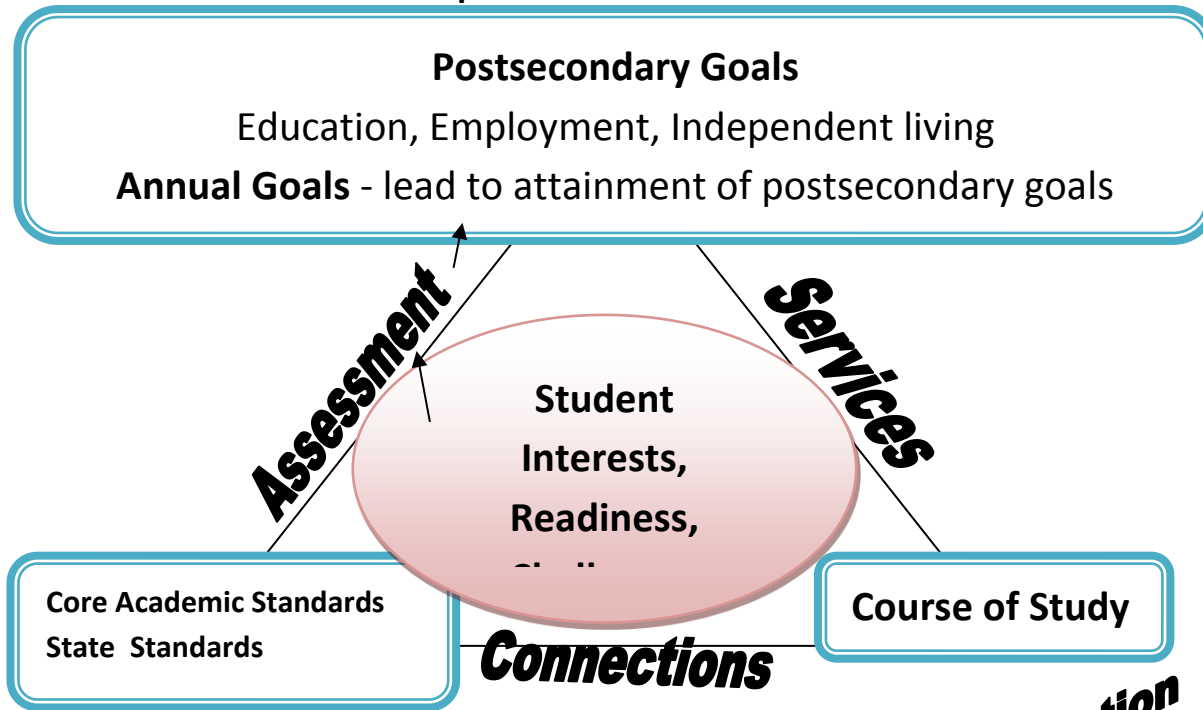 Postsecondary Goals
Education, Employment, Independent living
Annual Goals - lead to attainment of postsecondary goals
Assessment
Services
Student
Interests,
Readiness,
Core Academic Standards
State Standards
Course of Study
Connections